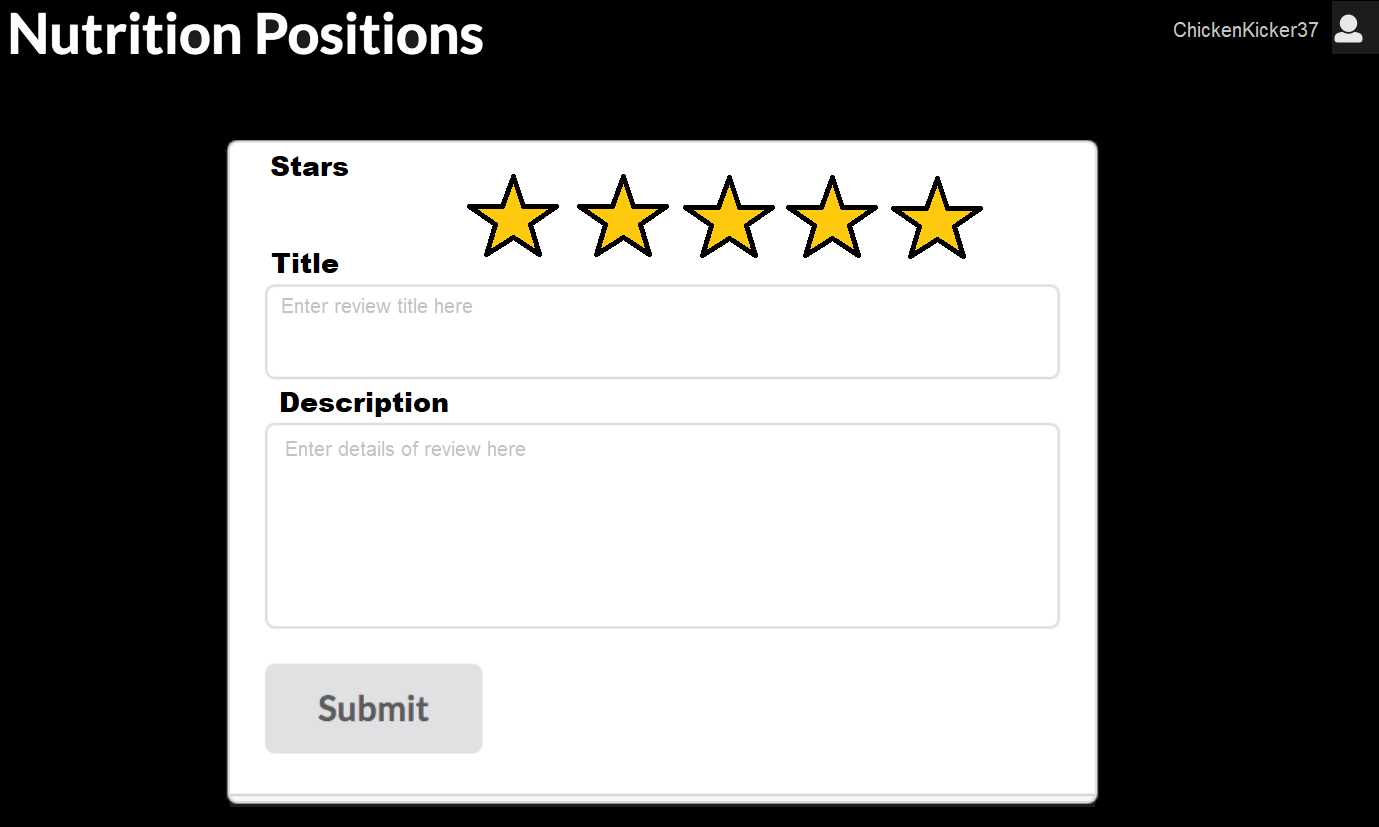 Nutrition Positions
ChickenKicker37
Stars
Title
Enter review title here
Description
Enter details of review here
Submit